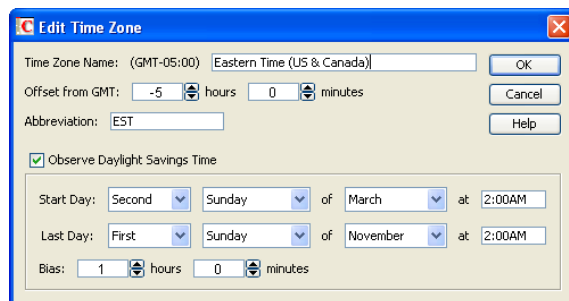 Edit Time Zone
Time Zone Name: (GMT-05:00) Eastern Time (US & Canada) OK
Offset from GMT: -5 hours 0 minutes Cancel
Abbreviation: EST Help
Observe Daylight Savings Time
Start Day: Second Sunday of March at 2:00AM
Last Day: First Sunday of November at 2:00AM
Bias: 1 hours 0 minutes